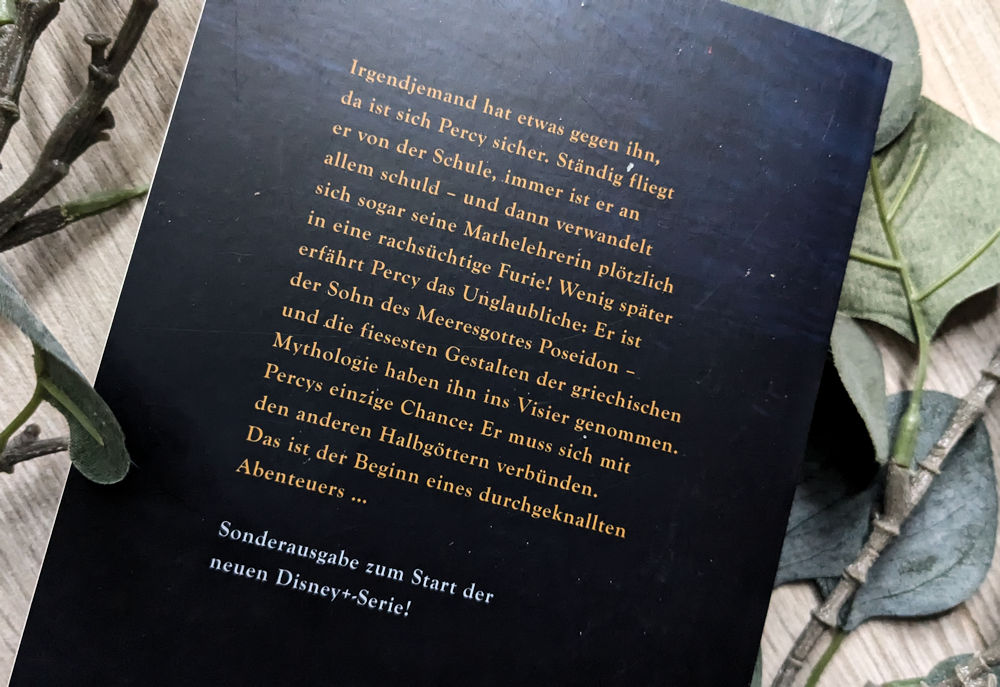 Irgendjemand hat etwas gegen ihn,
da ist sich Percy sicher. Ständig fliegt
er von der Schule, immer ist er an
allem schuld – und dann verwandelt
sich sogar seine Mathelehrerin plötzlich
in eine rachsüchtige Furie! Wenig später
erfährt Percy das Unglaubliche: Er ist
der Sohn des Meeresgottes Poseidon –
und die fiesesten Gestalten der griechischen
Mythologie haben ihn ins Visier genommen.
Percys einzige Chance: Er muss sich mit
den anderen Halbgöttern verbünden.
Das ist der Beginn eines durchgeknallten
Abenteuers ...
Sonderausgabe zum Start der
neuen Disney+-Serie!